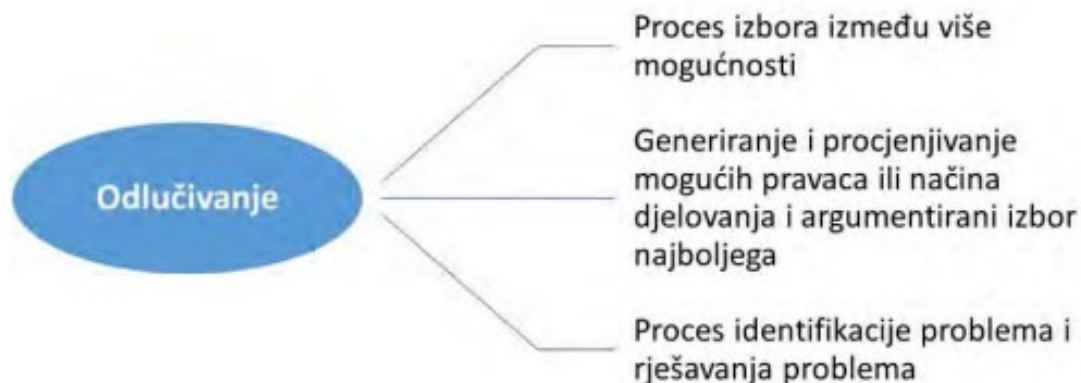 Odlučivanje
Proces izbora između više
mogućnosti
Generiranje i procjenjivanje
mogućih pravaca ili načina
djelovanja i argumentirani izbor
najboljega
Proces identifikacije problema i
rješavanja problema